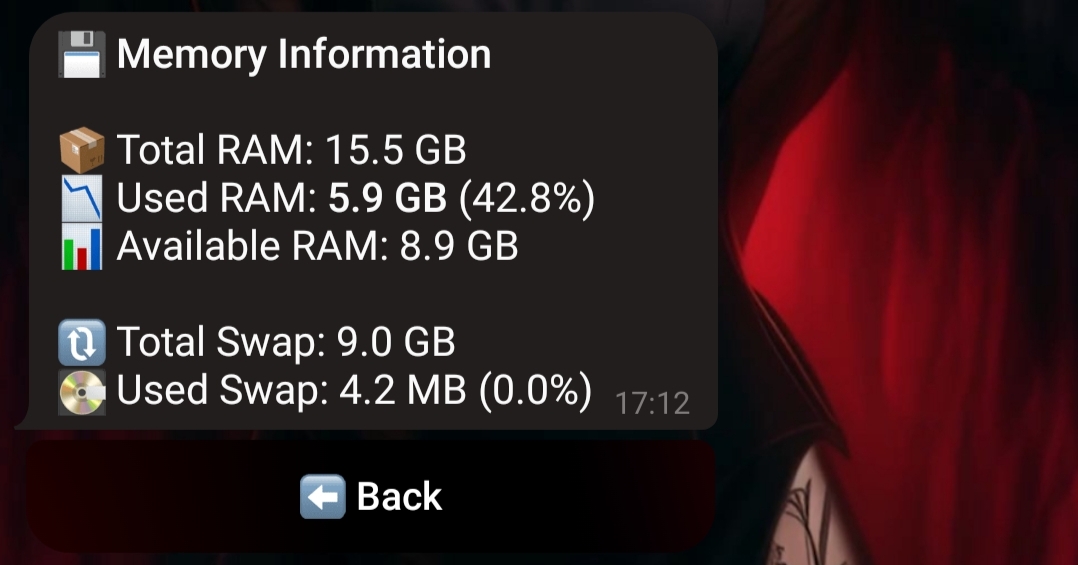 Memory Information
Total RAM: 15.5 GB
Used RAM: 5.9 GB (42.8%)
Available RAM: 8.9 GB
Total Swap: 9.0 GB
Used Swap: 4.2 MB (0.0%)
17:12
Back